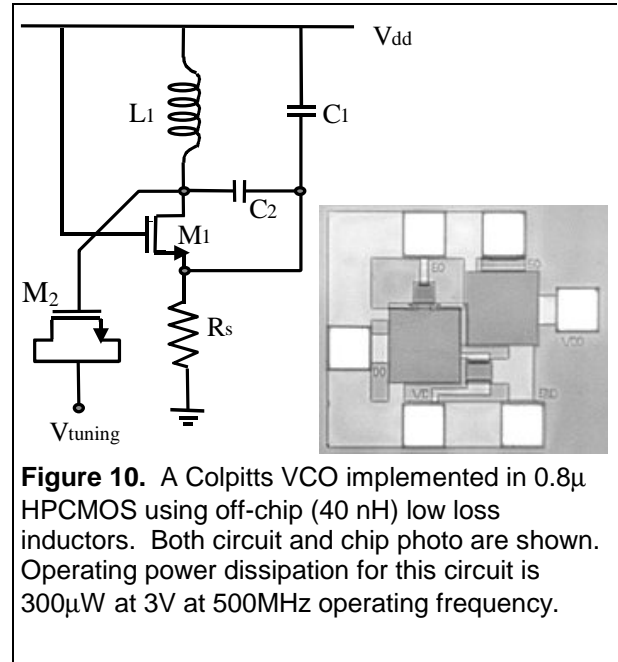 Vdd
L1
C1
C2
M1
M2
Rs
Vtuning
VDD
GND
Figure 10. A Colpitts VCO implemented in 0.8μ
HPCMOS using off-chip (40 nH) low loss
inductors. Both circuit and chip photo are shown.
Operating power dissipation for this circuit is
300μW at 3V at 500MHz operating frequency.